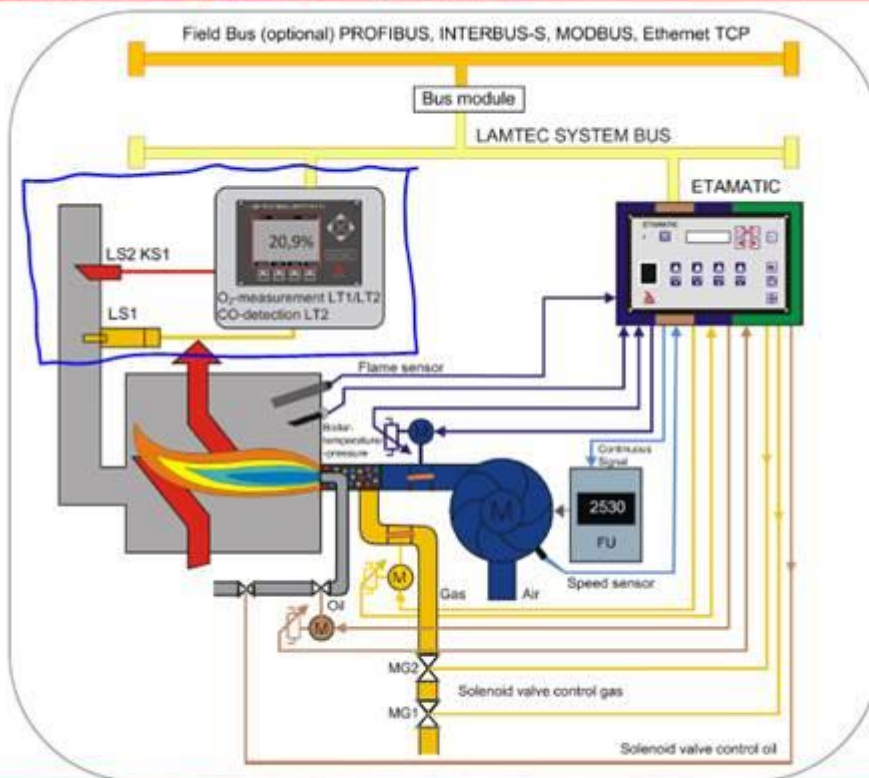 Field Bus (optional) PROFIBUS, INTERBUS-S, MODBUS, Ethernet TCP
Bus module
LAMTEC SYSTEM BUS
ETAMATIC
ETAMATIC
LS2 KS1
20,9%
O₂-measurement LT1/LT2
CO-detection LT2
LS1
Flame sensor
Boiler-
temperature/
-pressure
M
Continuous
Signal
M
2530
FU
Speed sensor
M
Gas
Air
Oil
M
MG2
Solenoid valve control gas
MG1
Solenoid valve control oil